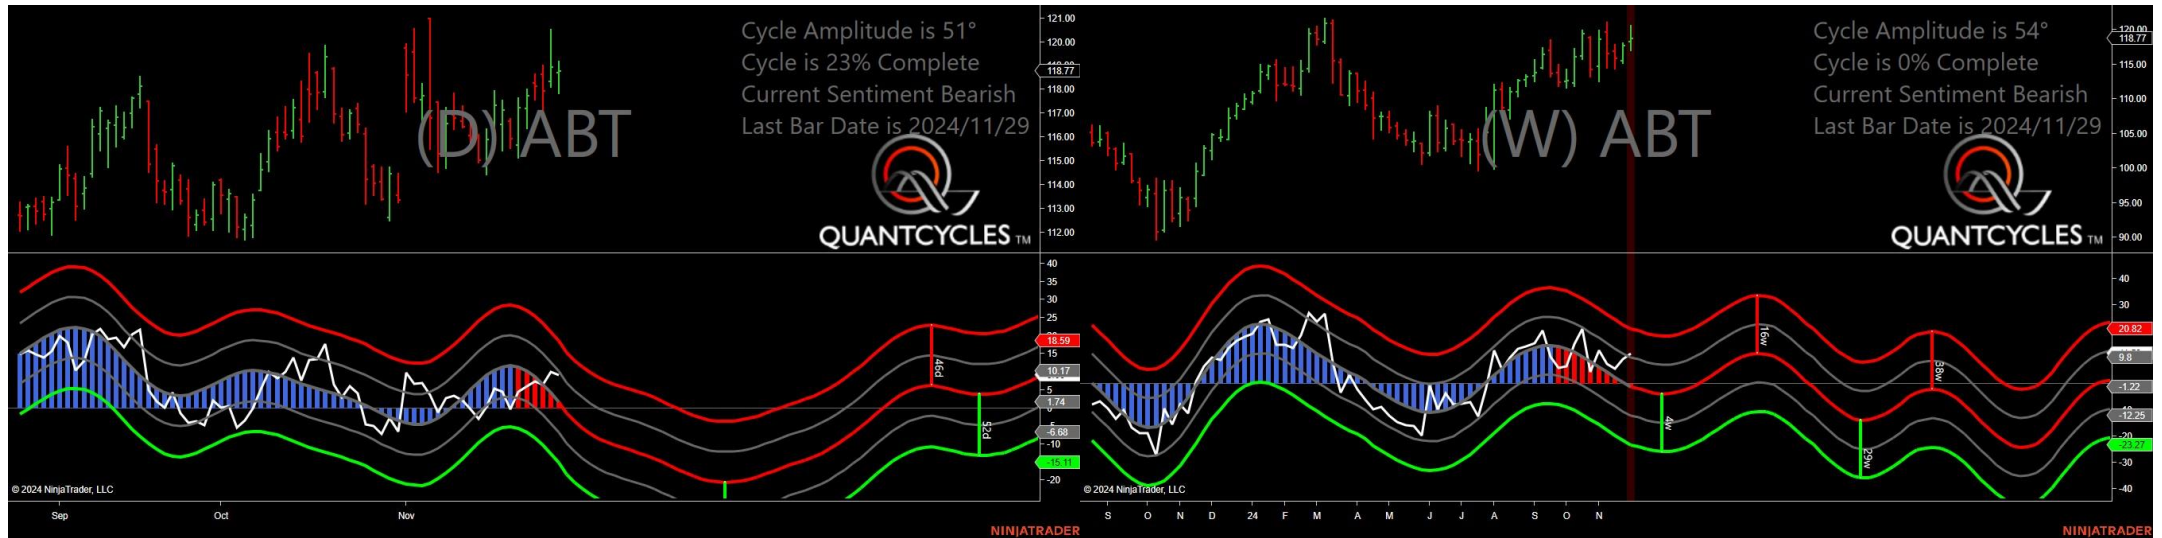 Cycle Amplitude is 51°
Cycle is 23% Complete
Current Sentiment Bearish
Last Bar Date is 2024/11/29
(D) ABT
QUANTCYCLES TM
121.00
120.00
118.77
118.00
117.00
116.00
115.00
114.00
113.00
112.00
40
35
30
25
18.59
15
10.17
5
1.74
-6.68
-10
-15.11
-20
46d
52d
© 2024 NinjaTrader, LLC
Sep Oct Nov
NINJATRADER
Cycle Amplitude is 54°
Cycle is 0% Complete
Current Sentiment Bearish
Last Bar Date is 2024/11/29
(W) ABT
QUANTCYCLES TM
120.00
118.77
115.00
110.00
105.00
100.00
95.00
90.00
40
30
20.82
9.8
-1.22
-12.25
-20
-23.27
-30
-40
16w
38w
4w
29w
© 2024 NinjaTrader, LLC
S O N D 24 F M A M J J A S O N
NINJATRADER